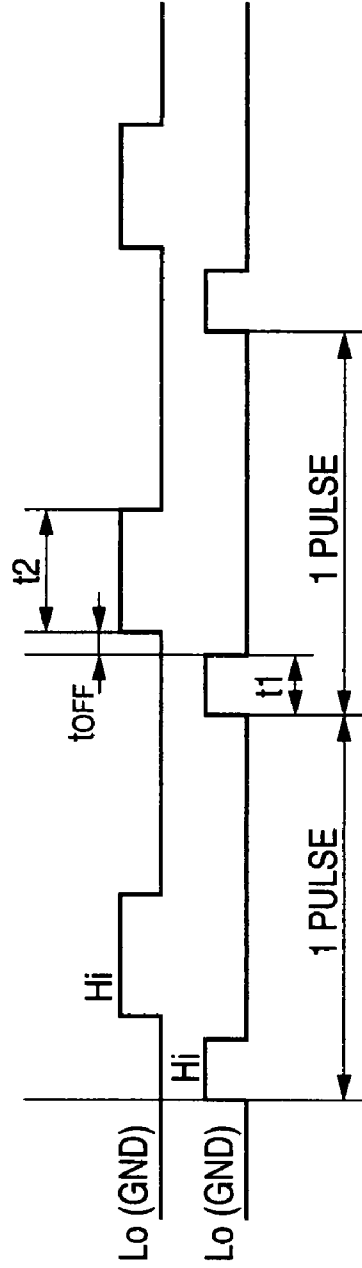 t2
tOFF
Hi
Lo (GND)
Hi
Lo (GND)
t1
1 PULSE
1 PULSE